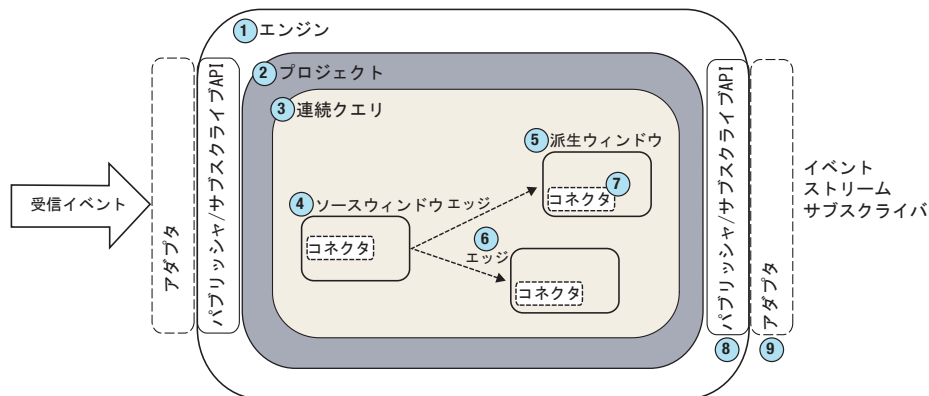 1 エンジン
2 プロジェクト
3 連続クエリ
受信イベント
アダプタ
パブリッシャ/サブスクライブAPI
4 ソースウィンドウ
コネクタ
エッジ
6
エッジ
5 派生ウィンドウ
7
コネクタ
コネクタ
パブリッシャ/サブスクライブAPI
8
アダプタ
9
イベント
ストリーム
サブスクライバ